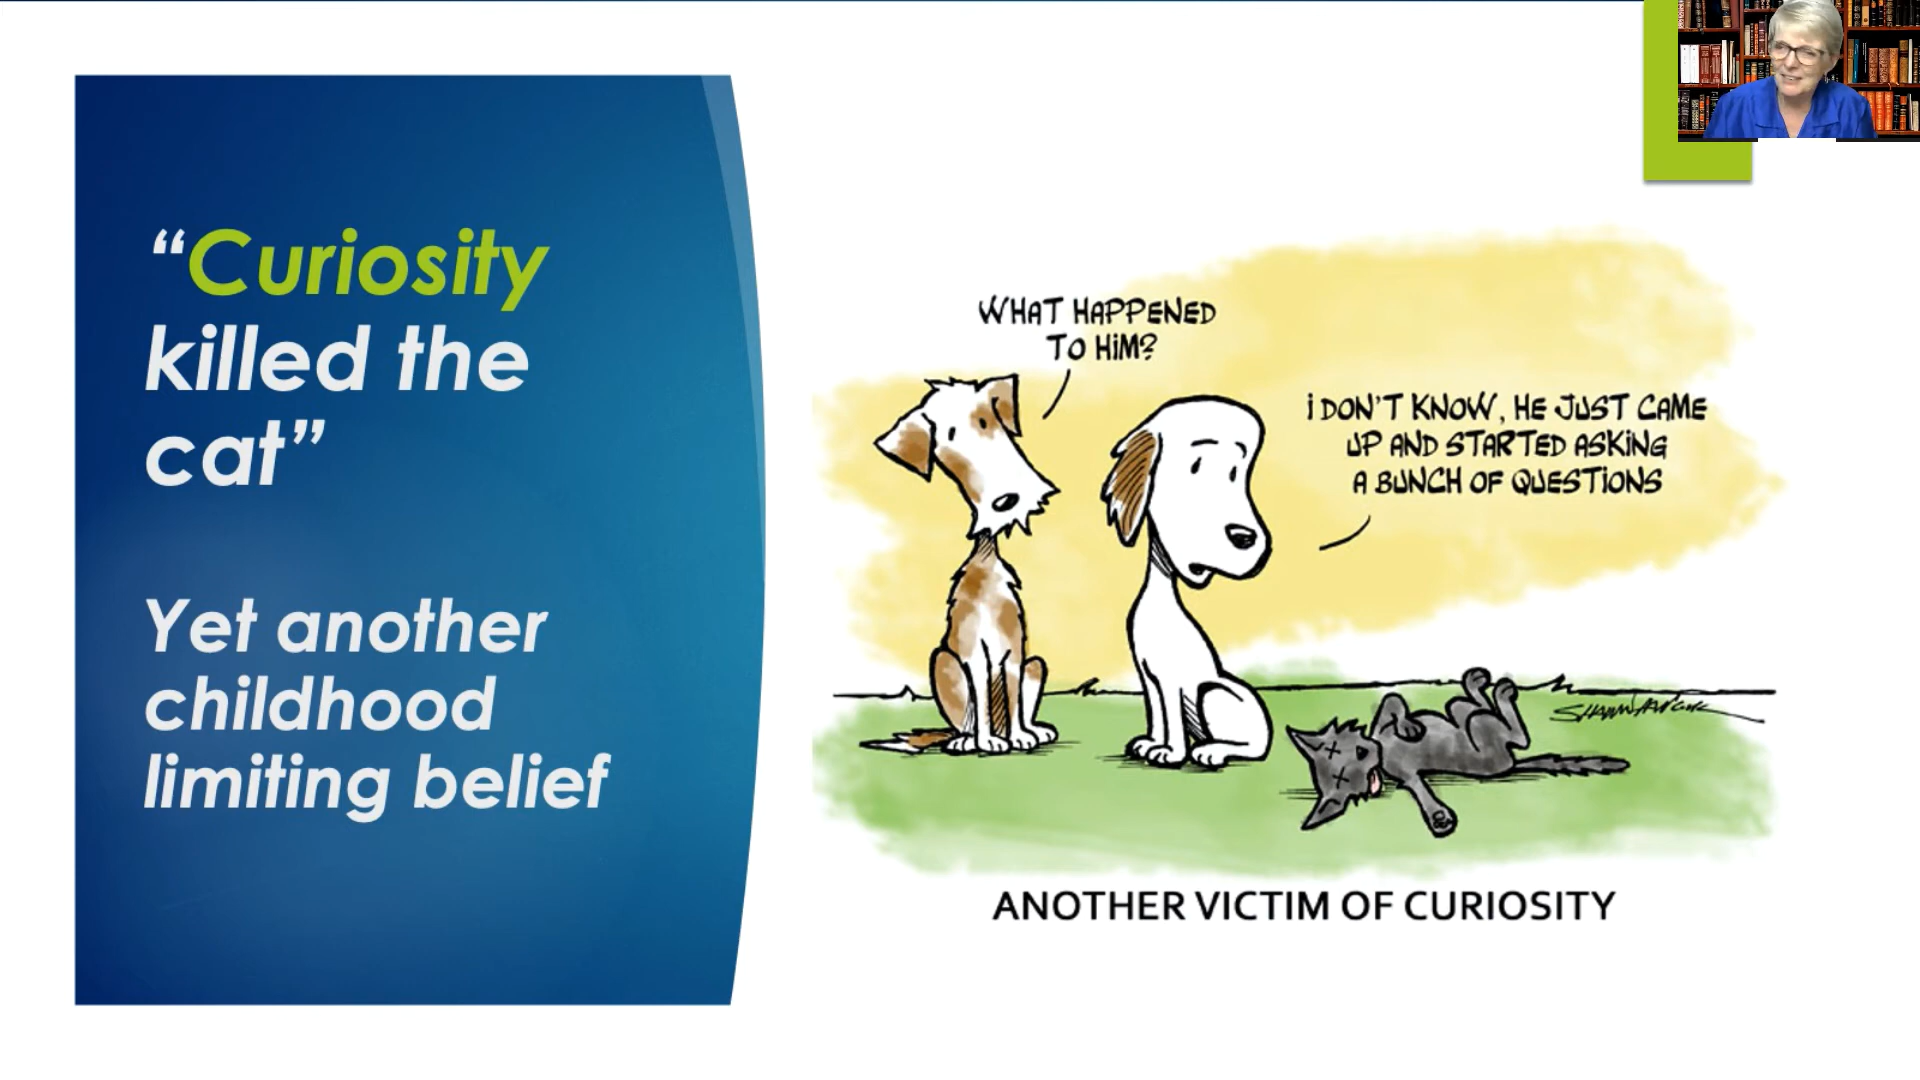 “Curiosity
killed the
cat”
Yet another
childhood
limiting belief
WHAT HAPPENED
TO HiM?
i DON'T KNOW, HE JUST CAME
UP AND STARTED ASKiNG
A BUNCH OF QUESTiONS
ANOTHER VICTIM OF CURIOSITY